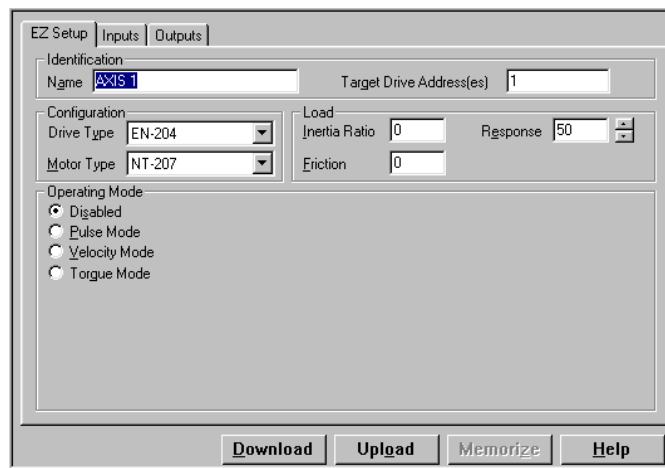 EZ Setup Inputs Outputs
Identification
Name AXIS 1 Target Drive Address(es) 1
Configuration Load
Drive Type EN-204 Inertia Ratio 0 Response 50
Motor Type NT-207 Friction 0
Operating Mode
Disabled
Pulse Mode
Velocity Mode
Torgue Mode
Download Upload Memorize Help